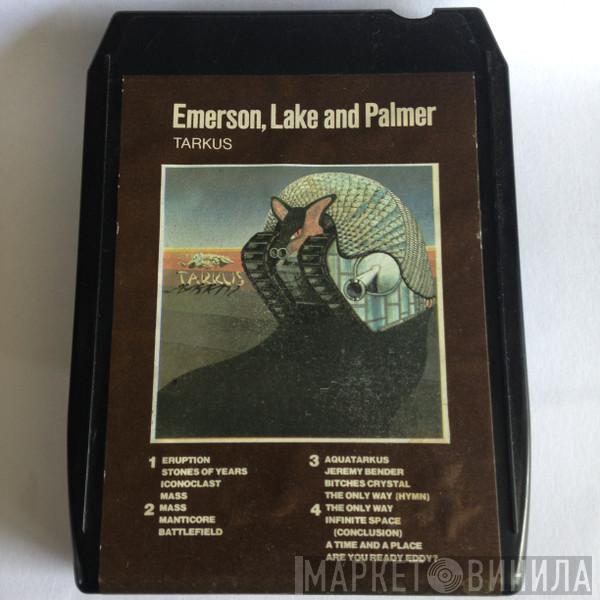 Emerson, Lake and Palmer
TARKUS
TARKUS
1 ERUPTION
STONES OF YEARS
ICONOCLAST
MASS
2 MASS
MANTICORE
BATTLEFIELD
3 AQUATARKUS
JEREMY BENDER
BITCHES CRYSTAL
THE ONLY WAY (HYMN)
4 THE ONLY WAY
INFINITE SPACE
(CONCLUSION)
A TIME AND A PLACE
ARE YOU READY, EDDY?
МАРКЕТ ВИНИЛА